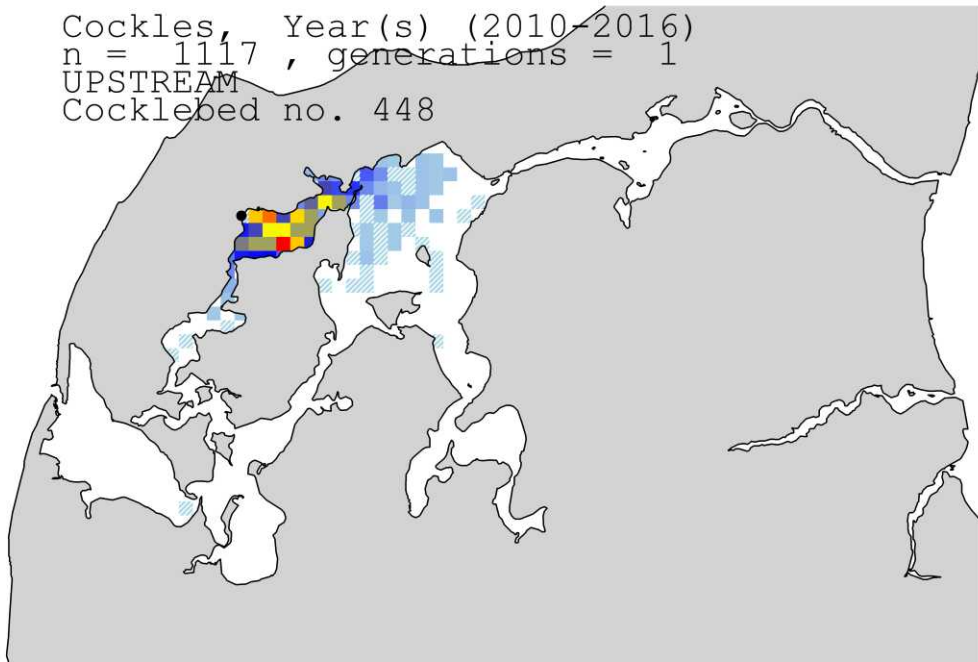 Cockles, Year(s) (2010-2016)
n = 1117 , generations = 1
UPSTREAM
Cocklebed no. 448